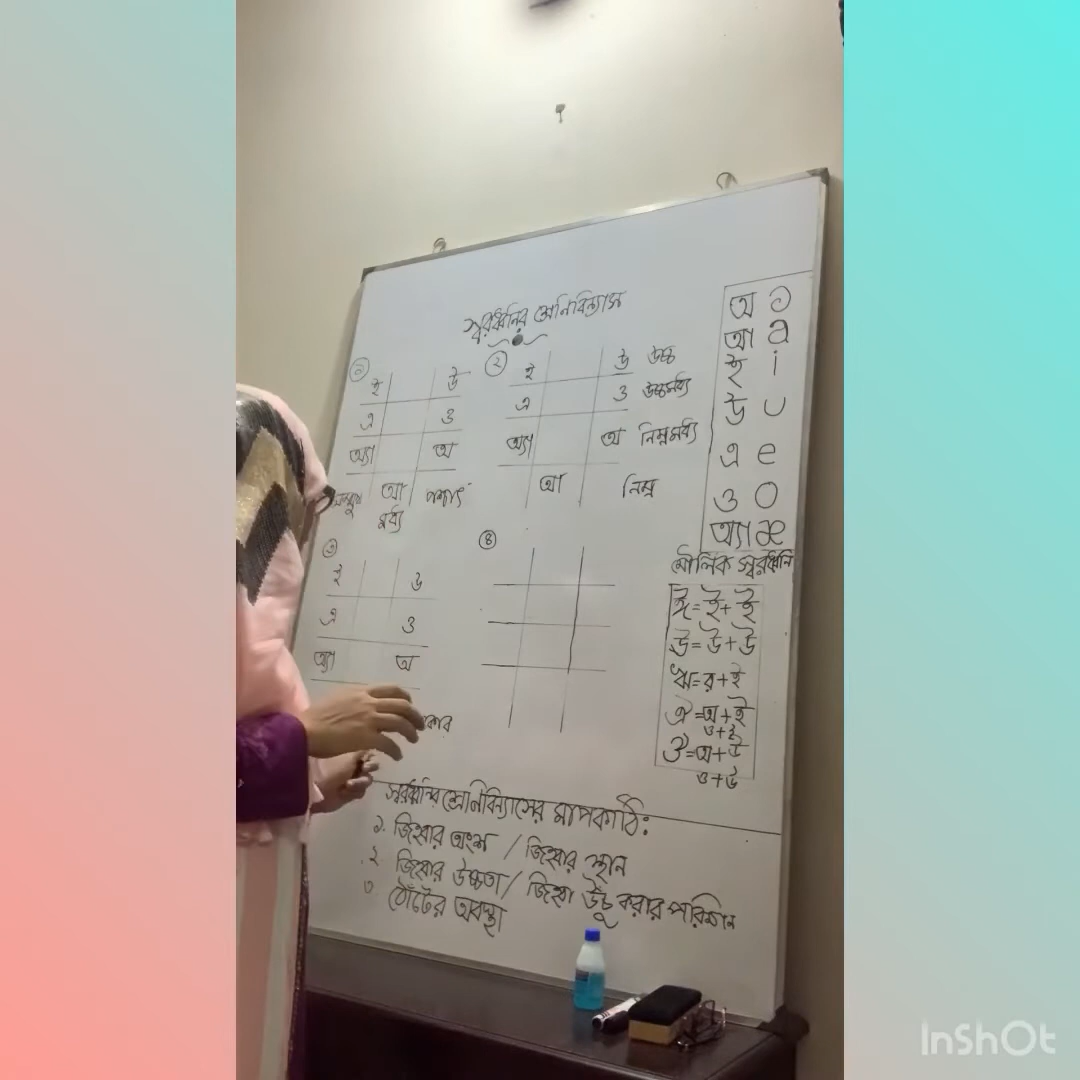 স্বরধ্বনির শ্রেণিবিন্যাস
১
ই উ
এ ও
অ্যা অ
সম্মুখ আ পশ্চাৎ
মধ্য
২
ই উ উচ্চ
এ ও উচ্চমধ্য
অ্যা অ নিম্নমধ্য
আ নিম্ন
৩
ই উ
এ ও
অ্যা অ
৪
অ ɔ
আ a
ই i
উ u
এ e
ও o
অ্যা æ
মৌলিক স্বরধ্বনি
ঈ=ই+ই
ঊ=উ+উ
ঋ=র+ই
ঐ=অ+ই
ও+ই
ঔ=অ+উ
ও+উ
স্বরধ্বনির শ্রেণিবিন্যাসের মাপকাঠি:
১. জিহ্বার অংশ / জিহ্বার স্থান
২ জিহ্বার উচ্চতা / জিহ্বা উঁচু করার পরিমাণ
৩ ঠোঁটের অবস্থা
InShOt